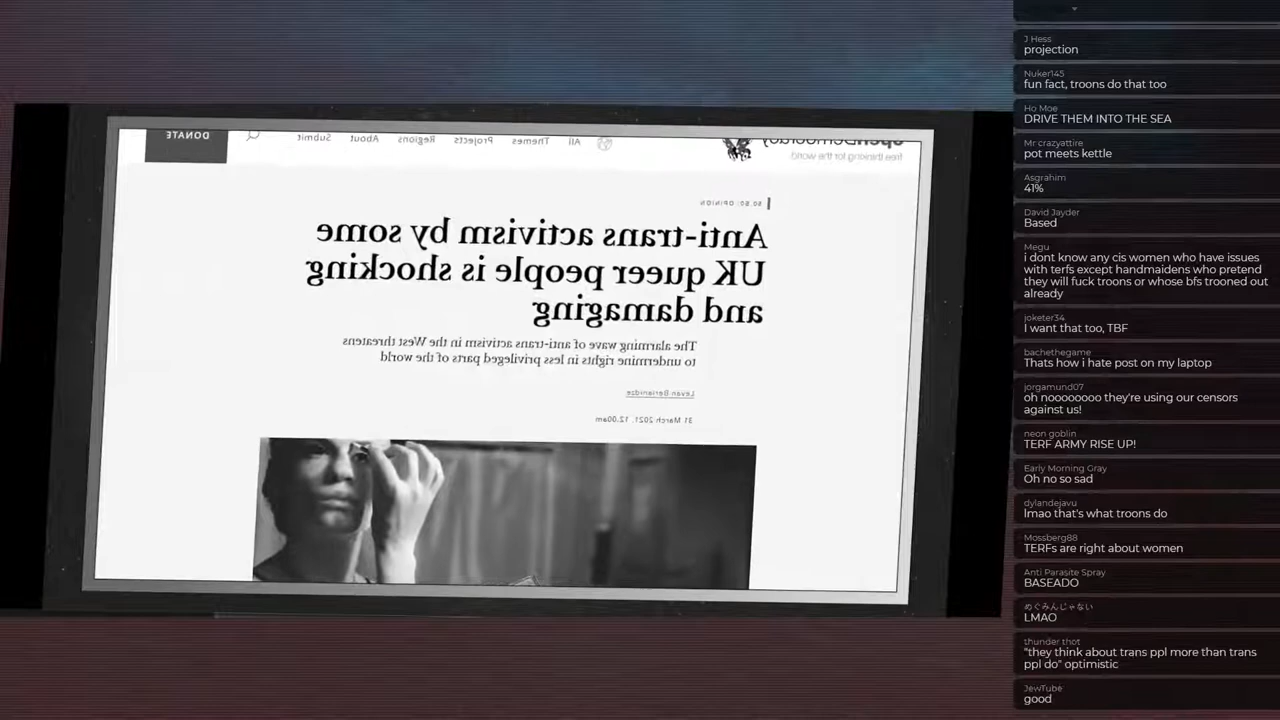 DONATE
Submit
About
Regions
Projects
Themes
All
openDemocracy
free thinking for the world
50.50: OPINION
Anti-trans activism by some
UK queer people is shocking
and damaging
The alarming wave of anti-trans activism in the West threatens
to undermine rights in less privileged parts of the world
Levan Berianidze
31 March 2021, 12.00am
J Hess
projection
Nuker145
fun fact, troons do that too
Ho Moe
DRIVE THEM INTO THE SEA
Mr crazyattire
pot meets kettle
Asgrahim
41%
David Jayder
Based
Megu
i dont know any cis women who have issues
with terfs except handmaidens who pretend
they will fuck troons or whose bfs trooned out
already
joketer34
I want that too, TBF
bachethegame
Thats how i hate post on my laptop
jorgamund07
oh noooooooo they're using our censors
against us!
neon goblin
TERF ARMY RISE UP!
Early Morning Gray
Oh no so sad
dylandejavu
lmao that's what troons do
Mossberg88
TERFs are right about women
Anti Parasite Spray
BASEADO
めぐみんじゃない
LMAO
thunder thot
"they think about trans ppl more than trans
ppl do" optimistic
JewTube
good